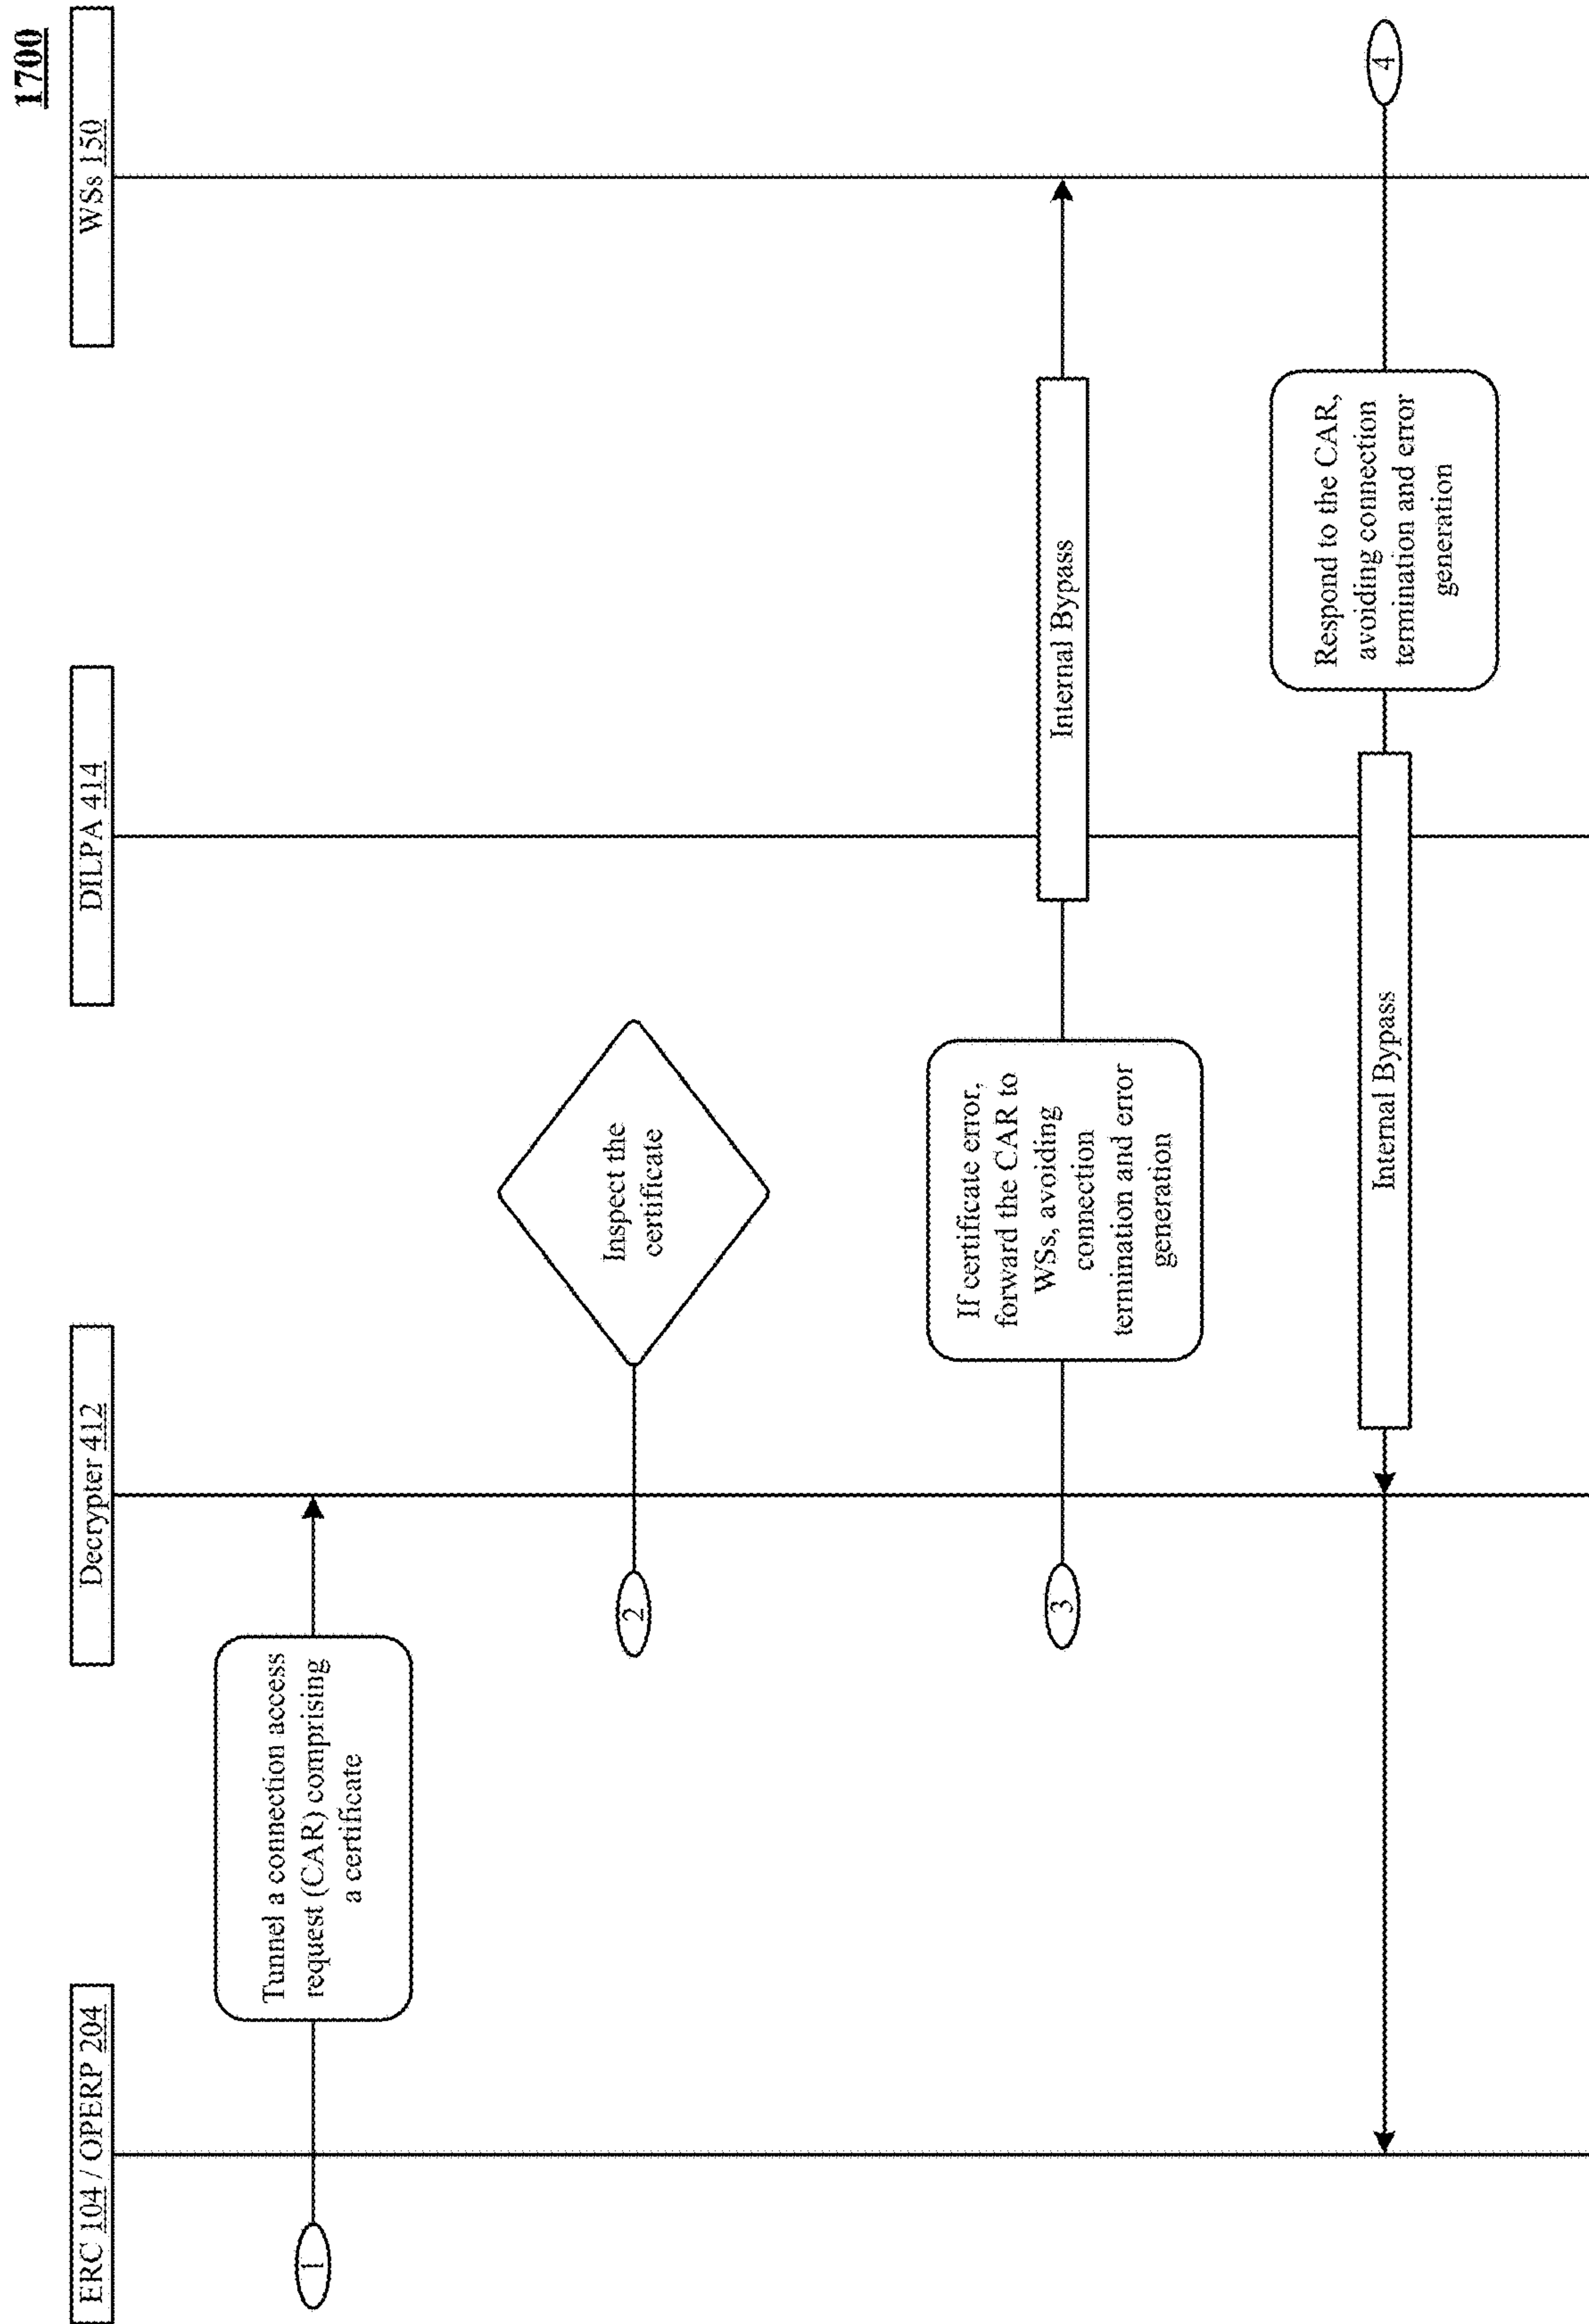 1700
ERC 104 / OPERP 204
Decrypter 412
DILPA 414
WSs 150
1
Tunnel a connection access
request (CAR) comprising
a certificate
2
Inspect the
certificate
3
If certificate error,
forward the CAR to
WSs, avoiding
connection
termination and error
generation
Internal Bypass
Internal Bypass
Respond to the CAR,
avoiding connection
termination and error
generation
4